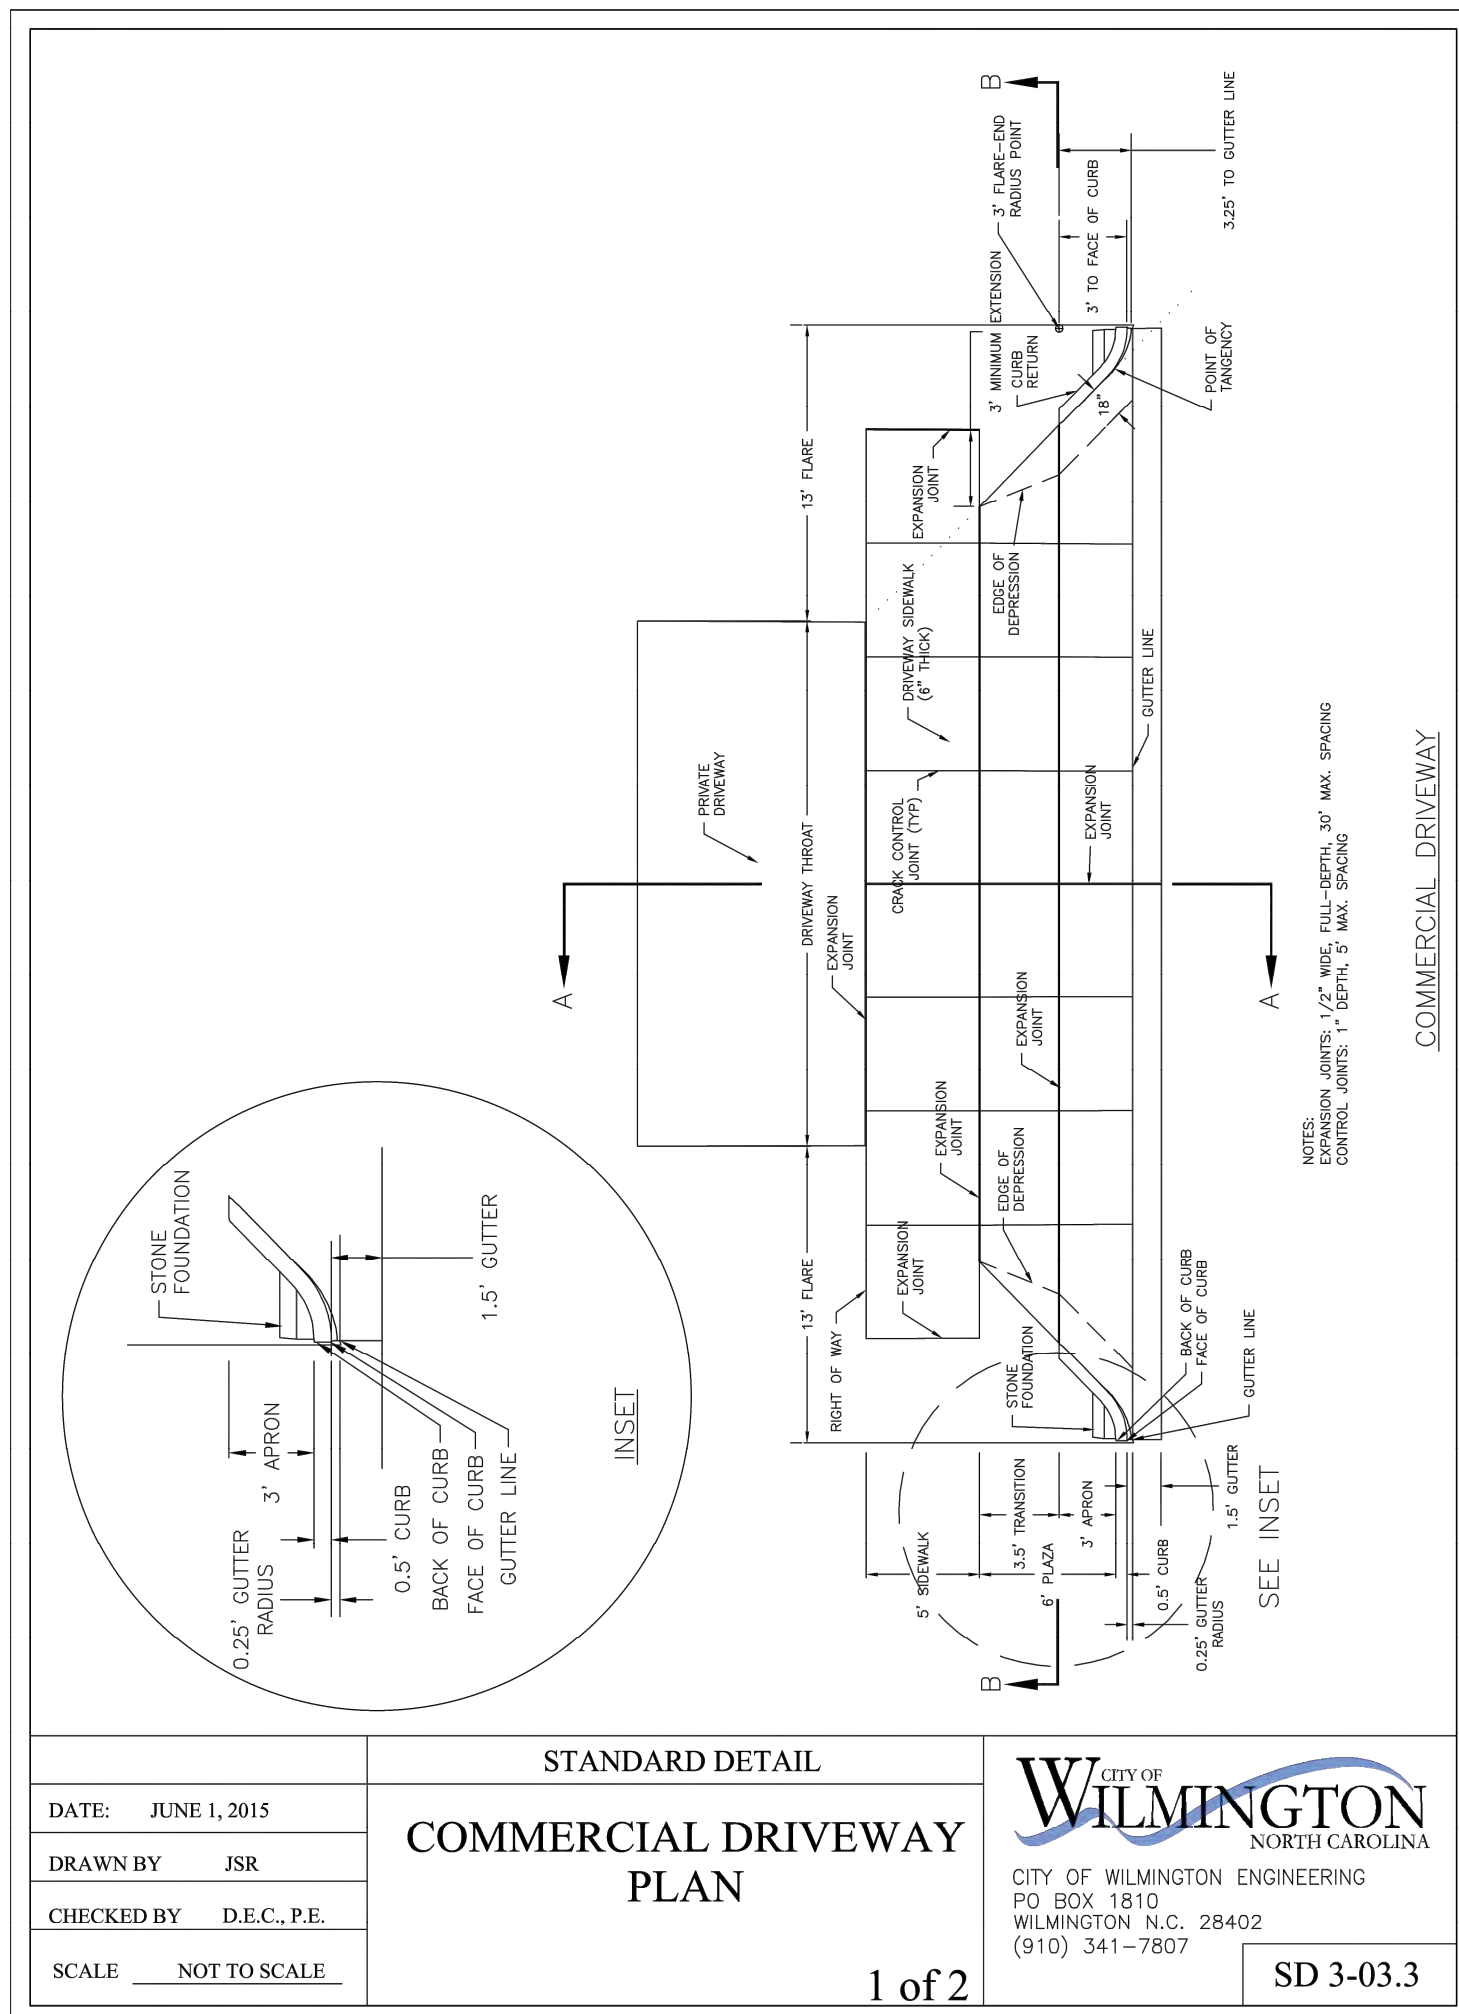 B
3' FLARE-END
RADIUS POINT
3.25' TO GUTTER LINE
3' TO FACE OF CURB
3' MINIMUM EXTENSION
CURB
RETURN
18"
POINT OF
TANGENCY
13' FLARE
EXPANSION
JOINT
EDGE OF
DEPRESSION
DRIVEWAY SIDEWALK
(6" THICK)
GUTTER LINE
PRIVATE
DRIVEWAY
DRIVEWAY THROAT
CRACK CONTROL
JOINT (TYP)
EXPANSION
JOINT
EXPANSION
JOINT
A
A
EXPANSION
JOINT
EXPANSION
JOINT
EDGE OF
DEPRESSION
13' FLARE
EXPANSION
JOINT
RIGHT OF WAY
STONE
FOUNDATION
BACK OF CURB
FACE OF CURB
GUTTER LINE
5' SIDEWALK
3.5' TRANSITION
6' PLAZA
3' APRON
0.5' CURB
0.25' GUTTER
RADIUS
1.5' GUTTER
SEE INSET
B
NOTES:
EXPANSION JOINTS: 1/2" WIDE, FULL-DEPTH, 30' MAX. SPACING
CONTROL JOINTS: 1" DEPTH, 5' MAX. SPACING
COMMERCIAL DRIVEWAY
STONE
FOUNDATION
1.5' GUTTER
3' APRON
0.25' GUTTER
RADIUS
0.5' CURB
BACK OF CURB
FACE OF CURB
GUTTER LINE
INSET
STANDARD DETAIL
DATE: JUNE 1, 2015
DRAWN BY JSR
CHECKED BY D.E.C., P.E.
SCALE NOT TO SCALE
COMMERCIAL DRIVEWAY
PLAN
1 of 2
CITY OF
WILMINGTON
NORTH CAROLINA
CITY OF WILMINGTON ENGINEERING
PO BOX 1810
WILMINGTON N.C. 28402
(910) 341-7807
SD 3-03.3